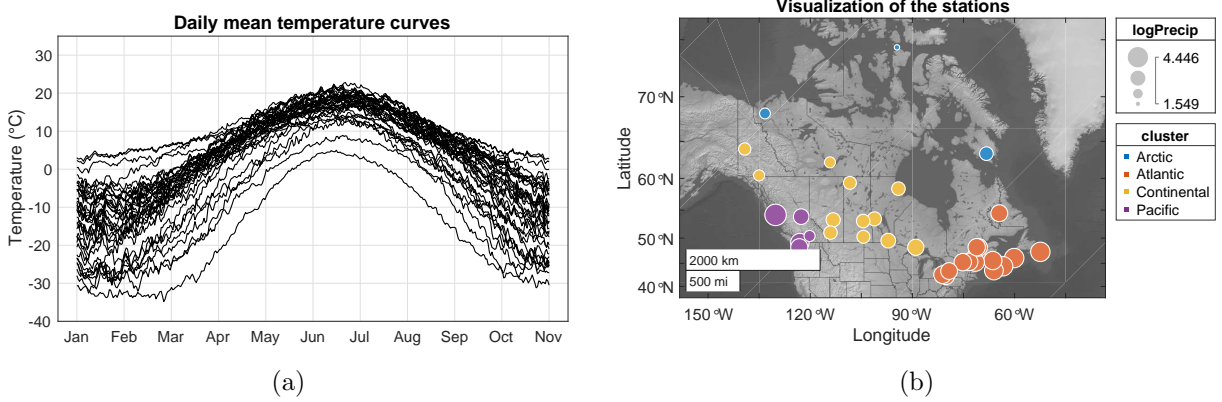 Daily mean temperature curves
Temperature (°C)
30
20
10
0
-10
-20
-30
-40
Jan Feb Mar Apr May Jun Jul Aug Sep Oct Nov
(a)
Visualization of the stations
Latitude
70°N
60°N
50°N
40°N
2000 km
500 mi
150°W 120°W 90°W 60°W
Longitude
logPrecip
4.446
1.549
cluster
Arctic
Atlantic
Continental
Pacific
(b)